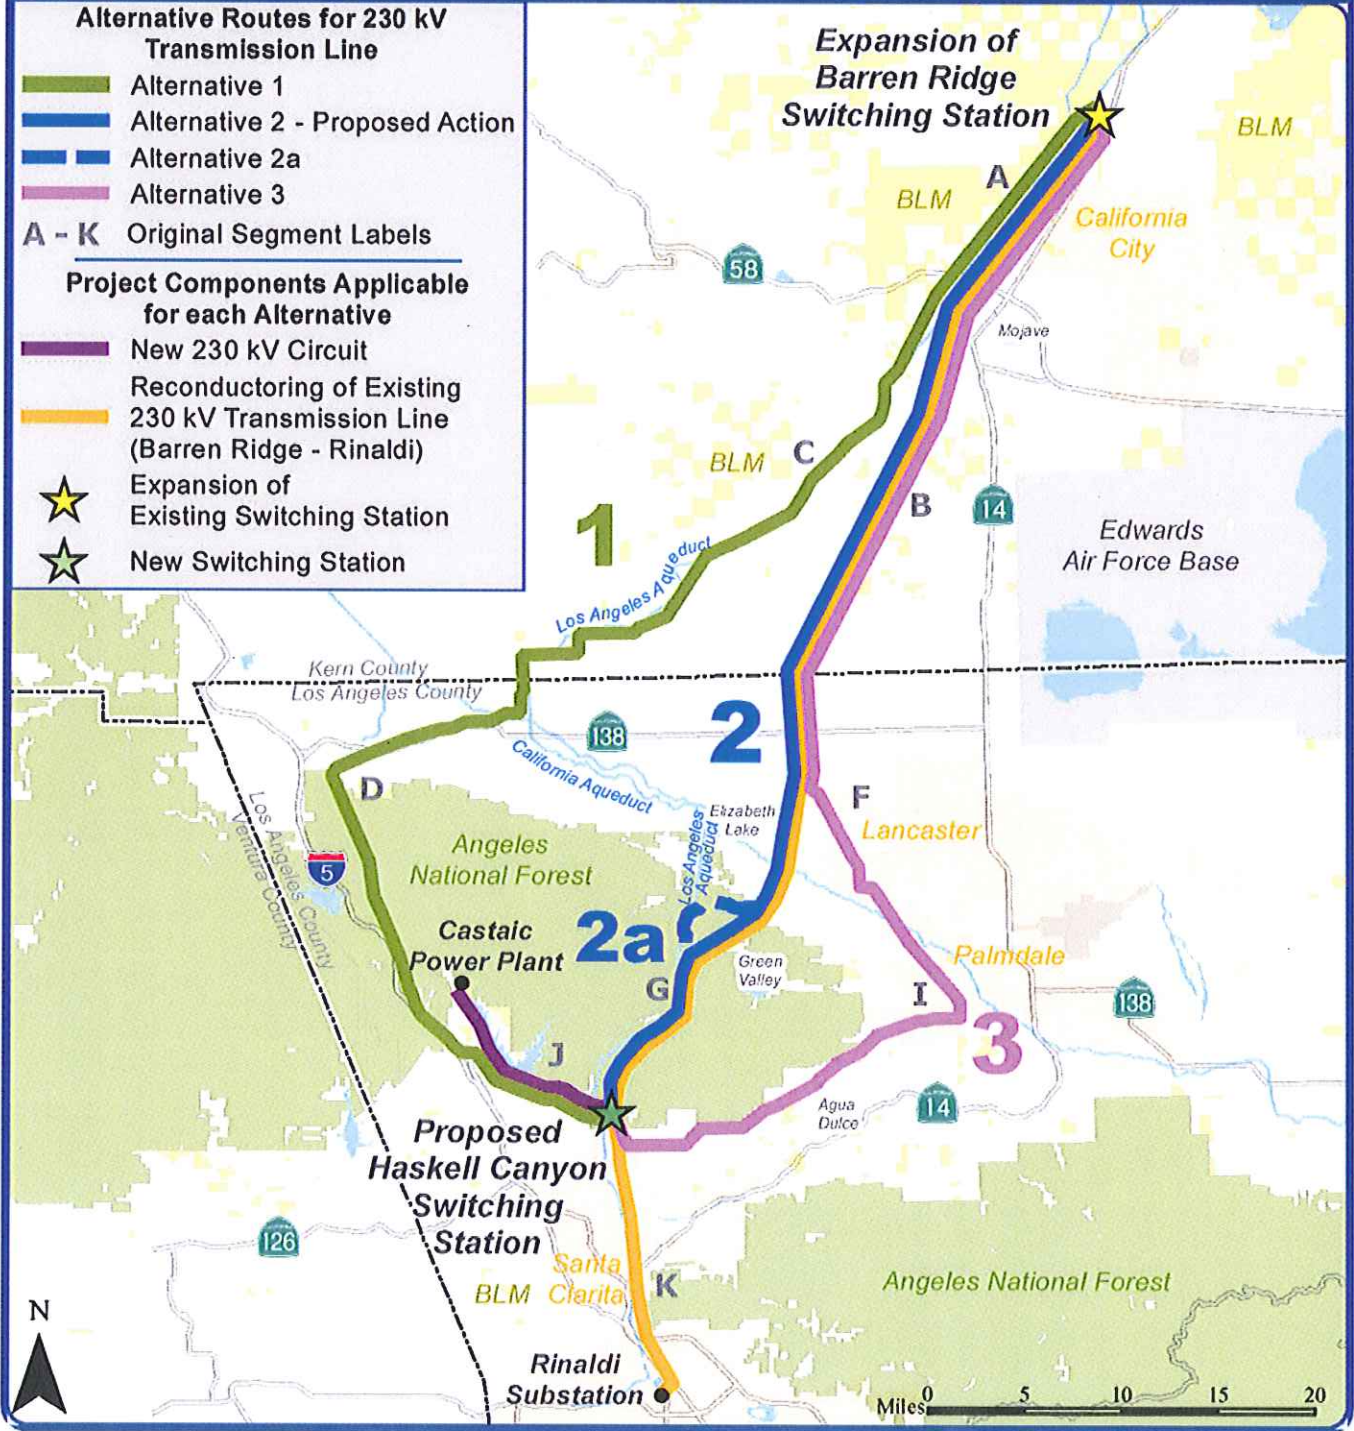 Alternative Routes for 230 kV
Transmission Line
Alternative 1
Alternative 2 - Proposed Action
Alternative 2a
Alternative 3
A - K Original Segment Labels
Project Components Applicable
for each Alternative
New 230 kV Circuit
Reconductoring of Existing
230 kV Transmission Line
(Barren Ridge - Rinaldi)
Expansion of
Existing Switching Station
New Switching Station
Expansion of
Barren Ridge
Switching Station
BLM
A
BLM
California
City
58
Mojave
C
BLM
B
14
1
Edwards
Air Force Base
Los Angeles Aqueduct
Kern County
Los Angeles County
2
138
California Aqueduct
D
Elizabeth
Lake
F
Lancaster
Los Angeles
Aqueduct
Los Angeles County
Ventura County
5
Angeles
National Forest
2a
Castaic
Power Plant
Green
Valley
Palmdale
G
I
138
3
J
Agua
Dulce
14
Proposed
Haskell Canyon
Switching
Station
126
Santa
Clarita
BLM
K
Angeles National Forest
N
Rinaldi
Substation
0 5 10 15 20
Miles